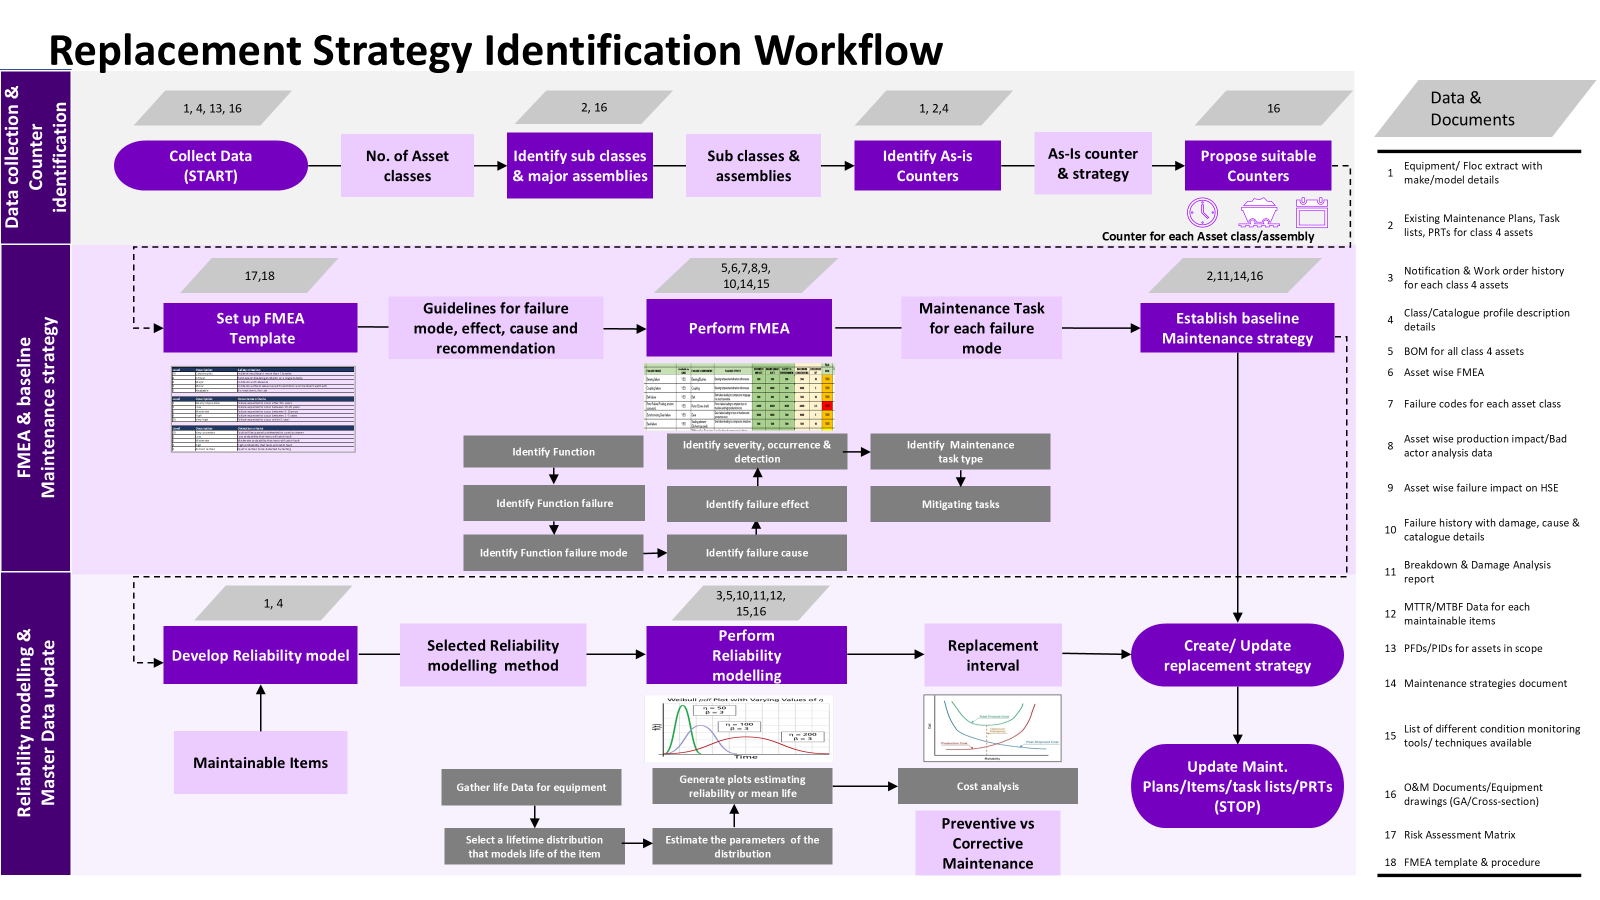 Replacement Strategy Identification Workflow
Data collection &
Counter
identification
1, 4, 13, 16
2, 16
1, 2,4
16
Collect Data
(START)
No. of Asset
classes
Identify sub classes
& major assemblies
Sub classes &
assemblies
Identify As-is
Counters
As-Is counter
& strategy
Propose suitable
Counters
Counter for each Asset class/assembly
FMEA & baseline
Maintenance strategy
17,18
5,6,7,8,9,
10,14,15
2,11,14,16
Set up FMEA
Template
Guidelines for failure
mode, effect, cause and
recommendation
Perform FMEA
Maintenance Task
for each failure
mode
Establish baseline
Maintenance strategy
Identify Function
Identify Function failure
Identify Function failure mode
Identify severity, occurrence &
detection
Identify failure effect
Identify failure cause
Identify Maintenance
task type
Mitigating tasks
Reliability modelling &
Master Data update
1, 4
3,5,10,11,12,
15,16
Develop Reliability model
Selected Reliability
modelling method
Perform
Reliability
modelling
Replacement
interval
Create/ Update
replacement strategy
Maintainable Items
Weibull pdf Plot with Varying Values of η
η = 50
β = 3
η = 100
β = 3
η = 200
β = 3
Time
Reliability
Gather life Data for equipment
Select a lifetime distribution
that models life of the item
Generate plots estimating
reliability or mean life
Estimate the parameters of the
distribution
Cost analysis
Preventive vs
Corrective
Maintenance
Update Maint.
Plans/Items/task lists/PRTs
(STOP)
Data &
Documents
1 Equipment/ Floc extract with
make/model details
2 Existing Maintenance Plans, Task
lists, PRTs for class 4 assets
3 Notification & Work order history
for each class 4 assets
4 Class/Catalogue profile description
details
5 BOM for all class 4 assets
6 Asset wise FMEA
7 Failure codes for each asset class
8 Asset wise production impact/Bad
actor analysis data
9 Asset wise failure impact on HSE
10 Failure history with damage, cause &
catalogue details
11 Breakdown & Damage Analysis
report
12 MTTR/MTBF Data for each
maintainable items
13 PFDs/PIDs for assets in scope
14 Maintenance strategies document
15 List of different condition monitoring
tools/ techniques available
16 O&M Documents/Equipment
drawings (GA/Cross-section)
17 Risk Assessment Matrix
18 FMEA template & procedure